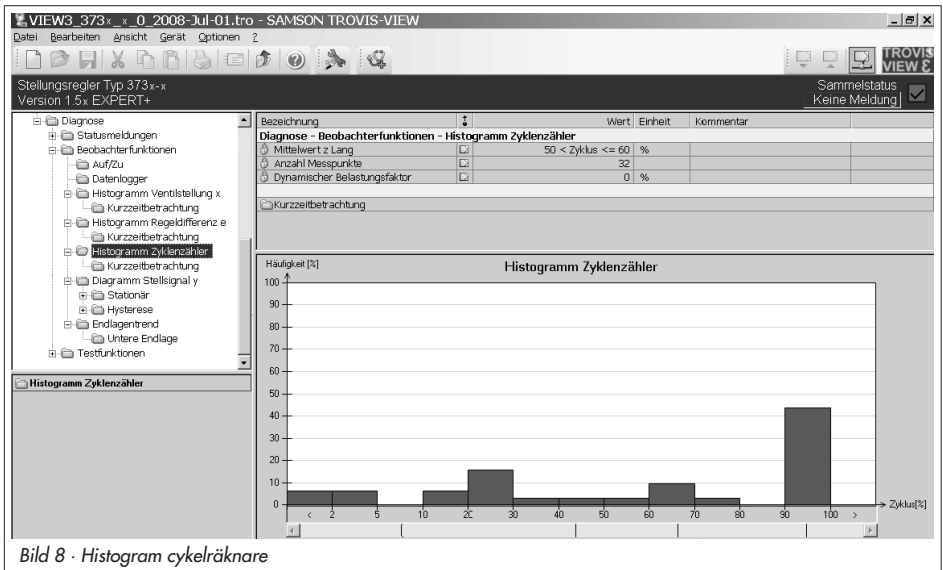 VIEW3_373x_x_0_2008-Jul-01.tro - SAMSON TROVIS-VIEW
Datei Bearbeiten Ansicht Gerät Optionen ?
TROVIS
VIEW 3
Stellungsregler Typ 373x-x
Version 1.5x EXPERT+
Sammelstatus
Keine Meldung
Diagnose
Statusmeldungen
Beobachterfunktionen
Auf/Zu
Datenlogger
Histogramm Ventilstellung x
Kurzzeitbetrachtung
Histogramm Regeldifferenz e
Kurzzeitbetrachtung
Histogramm Zyklenzähler
Kurzzeitbetrachtung
Diagramm Stellsignal y
Stationär
Hysterese
Endlagentrend
Untere Endlage
Testfunktionen
Histogramm Zyklenzähler
Bezeichnung Wert Einheit Kommentar
Diagnose - Beobachterfunktionen - Histogramm Zyklenzähler
Mittelwert z Lang 50 < Zyklus <= 60 %
Anzahl Messpunkte 32
Dynamischer Belastungsfaktor 0 %
Kurzzeitbetrachtung
Häufigkeit [%]
Histogramm Zyklenzähler
100
90
80
70
60
50
40
30
20
10
0
< 2 5 10 20 30 40 50 60 70 80 90 100 >
Zyklus[%]
Bild 8 · Histogram cykelräknare